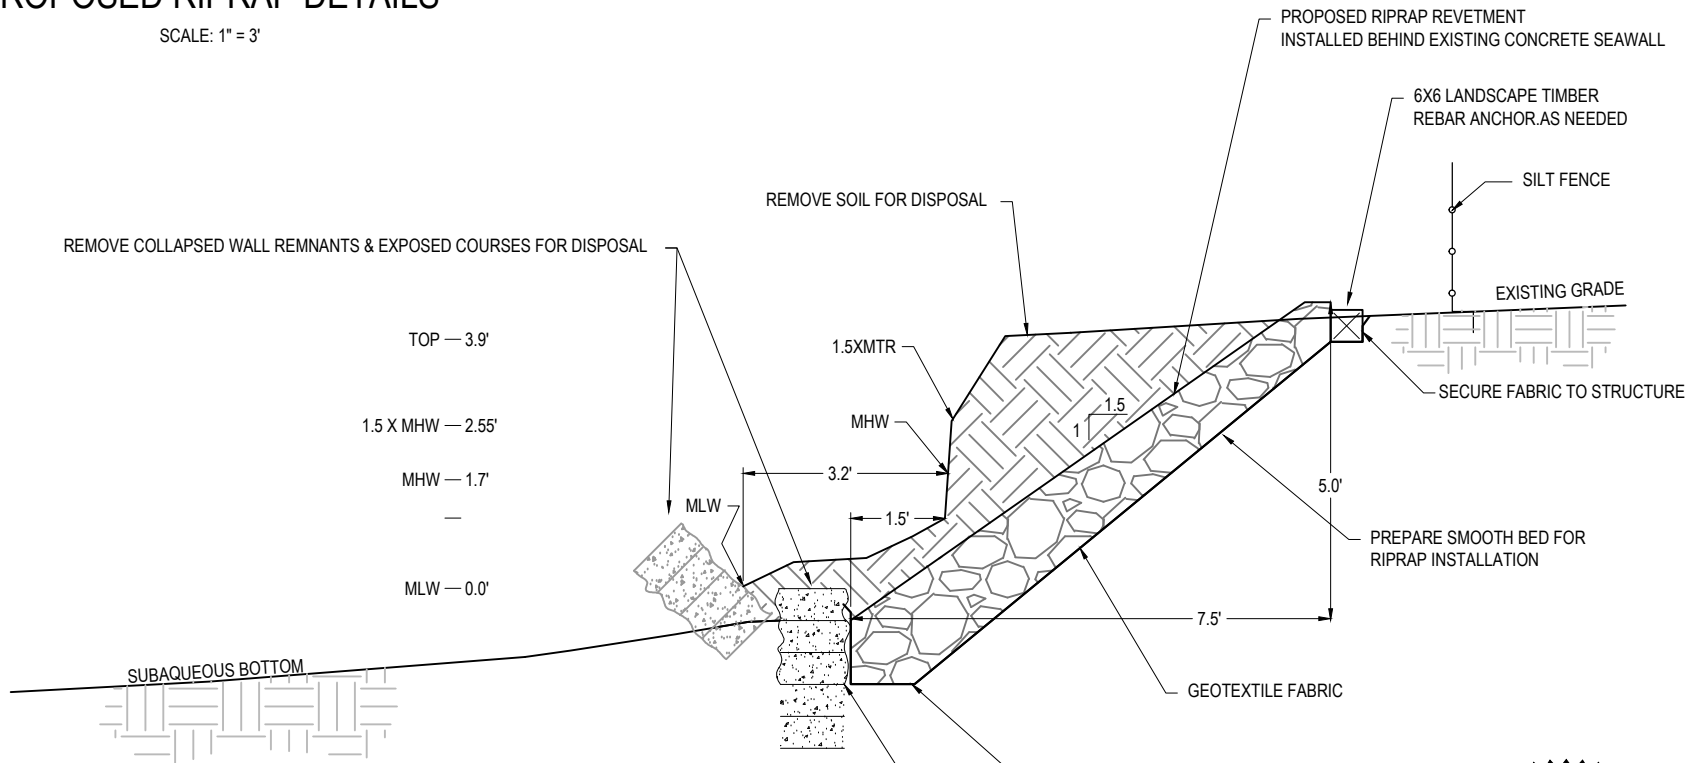 ROPOSED RIPRAP DETAILS
SCALE: 1" = 3'
PROPOSED RIPRAP REVETMENT
INSTALLED BEHIND EXISTING CONCRETE SEAWALL
6X6 LANDSCAPE TIMBER
REBAR ANCHOR.AS NEEDED
SILT FENCE
REMOVE SOIL FOR DISPOSAL
REMOVE COLLAPSED WALL REMNANTS & EXPOSED COURSES FOR DISPOSAL
EXISTING GRADE
TOP — 3.9'
1.5XMTR
SECURE FABRIC TO STRUCTURE
1.5
1
1.5 X MHW — 2.55'
MHW
MHW — 1.7'
3.2'
5.0'
MLW
1.5'
—
PREPARE SMOOTH BED FOR
RIPRAP INSTALLATION
MLW — 0.0'
7.5'
SUBAQUEOUS BOTTOM
GEOTEXTILE FABRIC